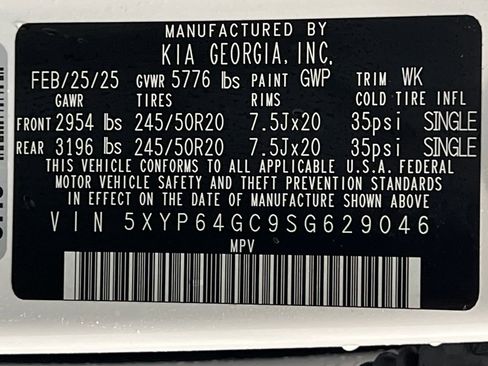 MANUFACTURED BY
KIA GEORGIA, INC.
FEB/25/25 GVWR 5776 lbs PAINT GWP TRIM WK
GAWR TIRES RIMS COLD TIRE INFL
FRONT 2954 lbs 245/50R20 7.5Jx20 35psi SINGLE
REAR 3196 lbs 245/50R20 7.5Jx20 35psi SINGLE
THIS VEHICLE CONFORMS TO ALL APPLICABLE U.S.A. FEDERAL
MOTOR VEHICLE SAFETY AND THEFT PREVENTION STANDARDS
IN EFFECT ON THE DATE OF MANUFACTURE SHOWN ABOVE
VIN 5XYP64GC9SG629046
MPV